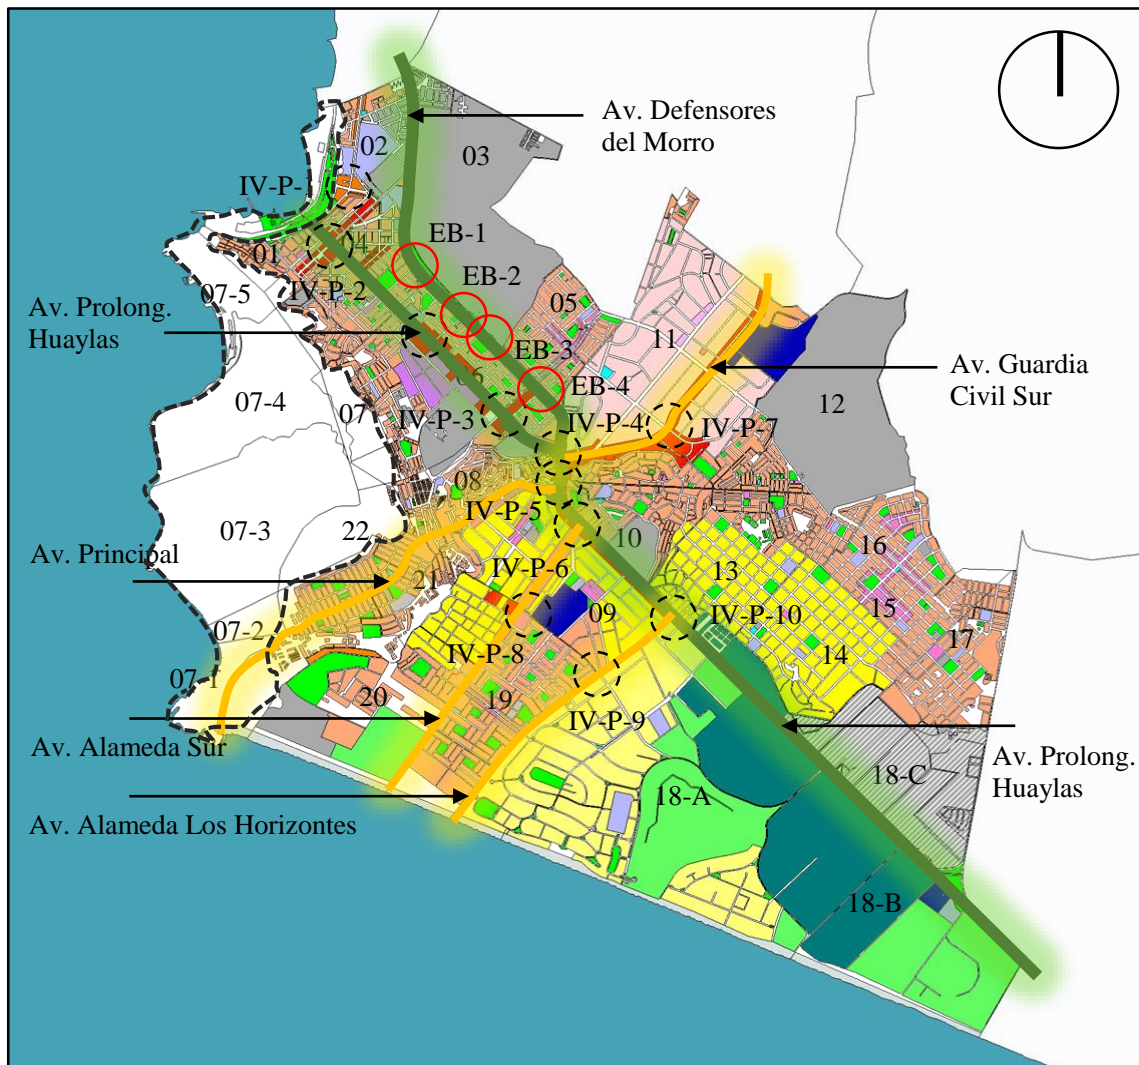 Av. Defensores
del Morro
02
03
IV-P-
EB-1
01
04
EB-2
IV-P-2
07-5
05
Av. Prolong.
Huaylas
11
EB-3
Av. Guardia
Civil Sur
6
EB-4
07-4
07
12
IV-P-3
IV-P-4
IV-P-7
08
IV-P-5
07-3
22
10
16
Av. Principal
IV-P-6
13
21
09
15
IV-P-10
07-2
17
IV-P-8
14
07-1
20
19
IV-P-9
Av. Alameda Sur
18-C
Av. Prolong.
Huaylas
18-A
Av. Alameda Los Horizontes
18-B